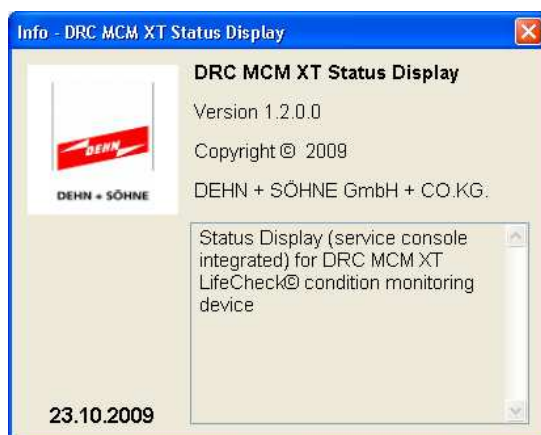 Info - DRC MCM XT Status Display
DRC MCM XT Status Display
Version 1.2.0.0
Copyright © 2009
DEHN + SÖHNE GmbH + CO.KG.
DEHN
DEHN + SÖHNE
Status Display (service console
integrated) for DRC MCM XT
LifeCheck© condition monitoring
device
23.10.2009